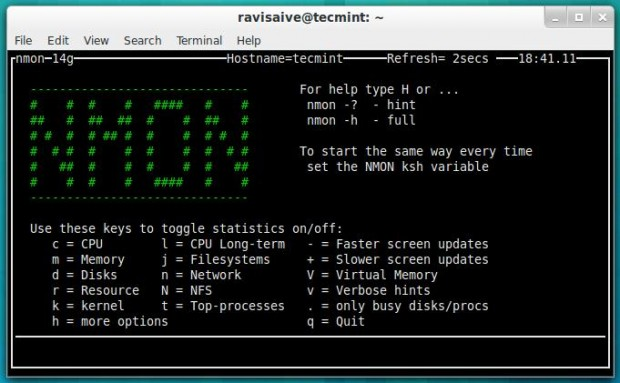 ravisaive@tecmint: ~
File Edit View Search Terminal Help
nmon-14g Hostname=tecmint Refresh= 2secs 18:41.11
------------------------------ For help type H or ...
#    #  #    #   ####   #    # nmon -? - hint
##   #  ##  ##  #    #  ##   # nmon -h - full
# #  #  # ## #  #    #  # #  #
#  # #  #    #  #    #  #  # # To start the same way every time
#   ##  #    #  #    #  #   ## set the NMON ksh variable
#    #  #    #   ####   #    #
------------------------------
Use these keys to toggle statistics on/off:
c = CPU l = CPU Long-term - = Faster screen updates
m = Memory j = Filesystems + = Slower screen updates
d = Disks n = Network V = Virtual Memory
r = Resource N = NFS v = Verbose hints
k = kernel t = Top-processes . = only busy disks/procs
h = more options q = Quit